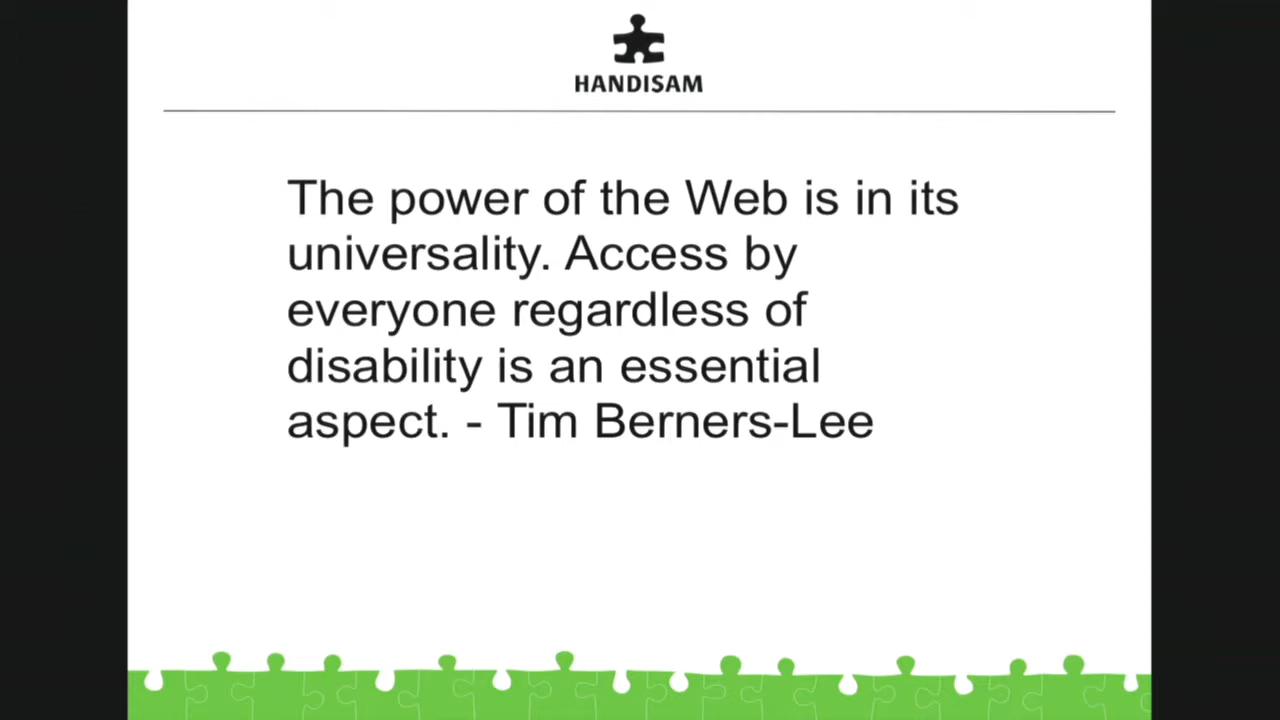 HANDISAM
The power of the Web is in its
universality. Access by
everyone regardless of
disability is an essential
aspect. - Tim Berners-Lee